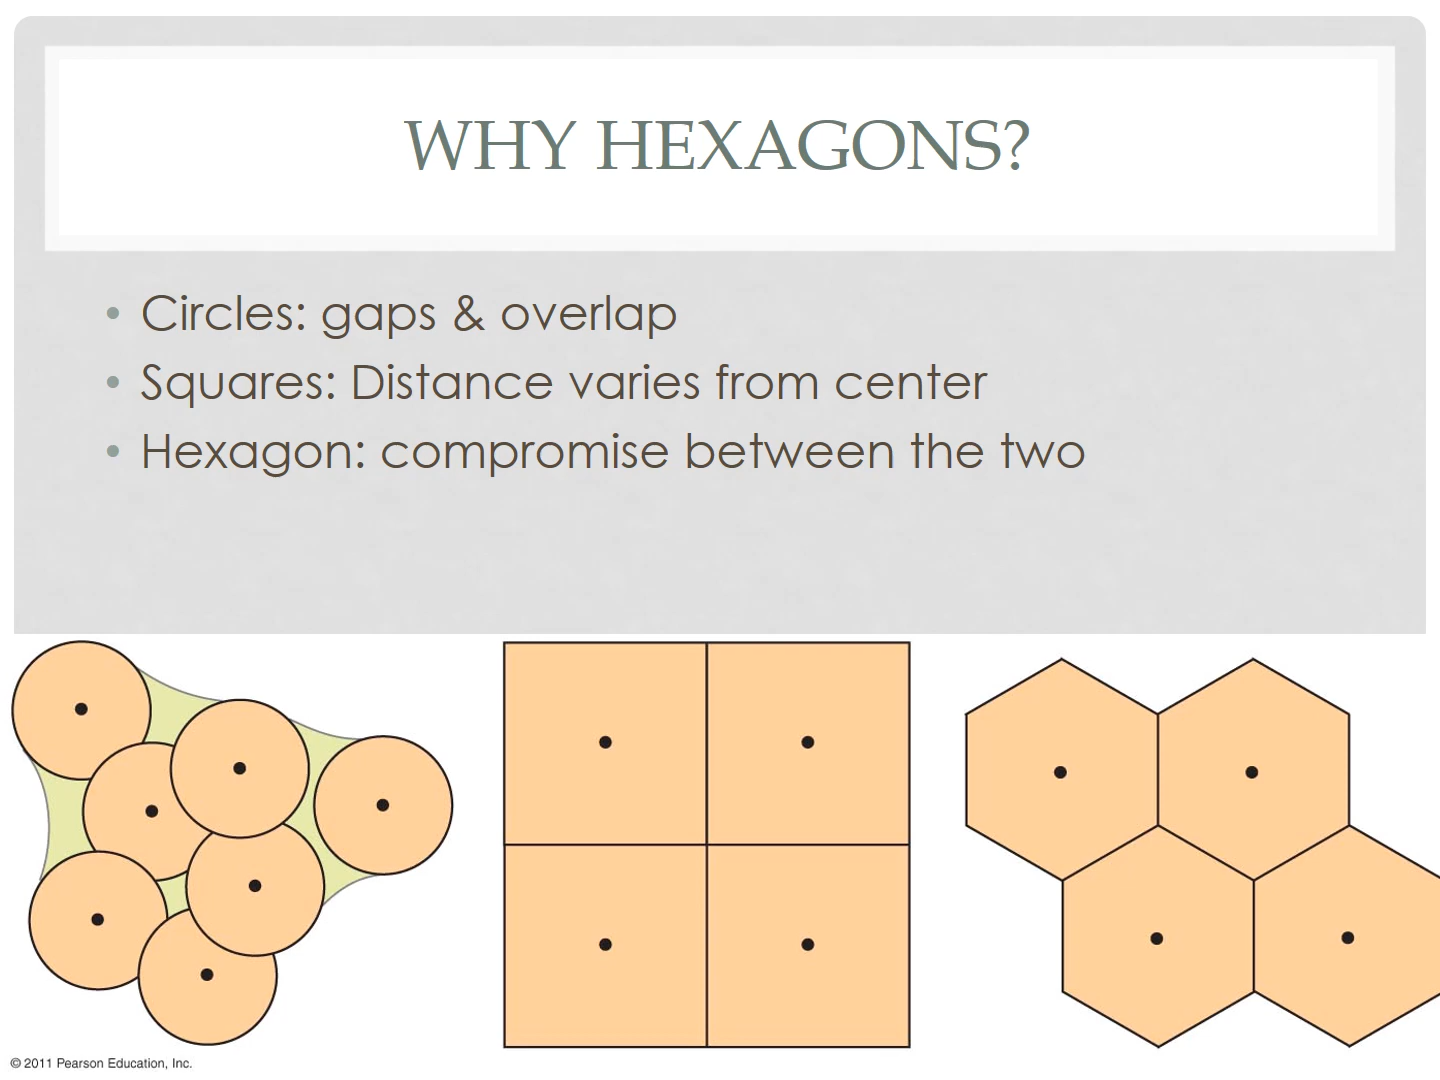 WHY HEXAGONS?
• Circles: gaps & overlap
• Squares: Distance varies from center
• Hexagon: compromise between the two
© 2011 Pearson Education, Inc.